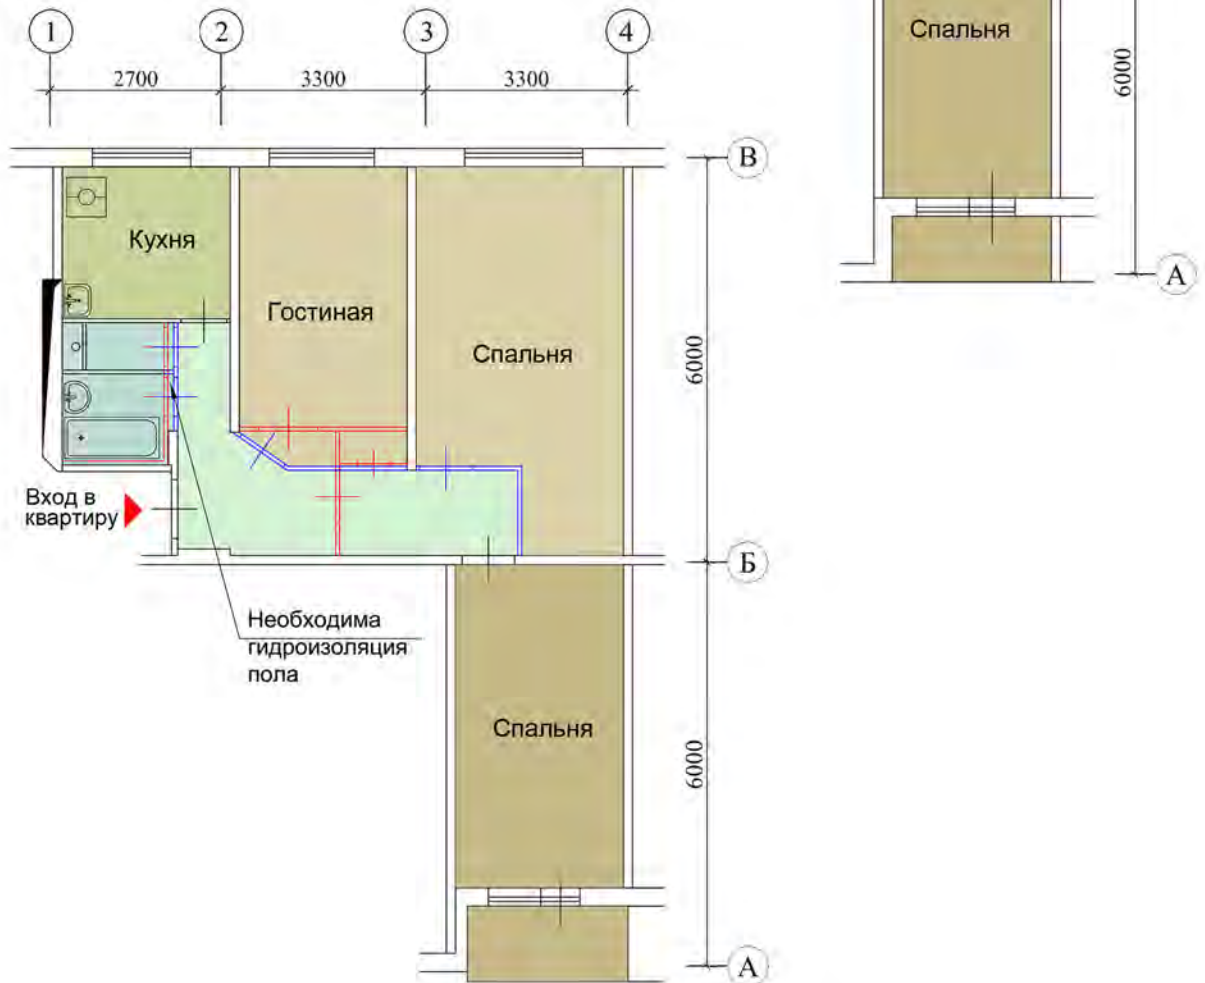 1
2
3
4
2700
3300
3300
Спальня
6000
А
В
Кухня
Гостиная
Спальня
6000
Вход в
квартиру
Б
Необходима
гидроизоляция
пола
Спальня
6000
А